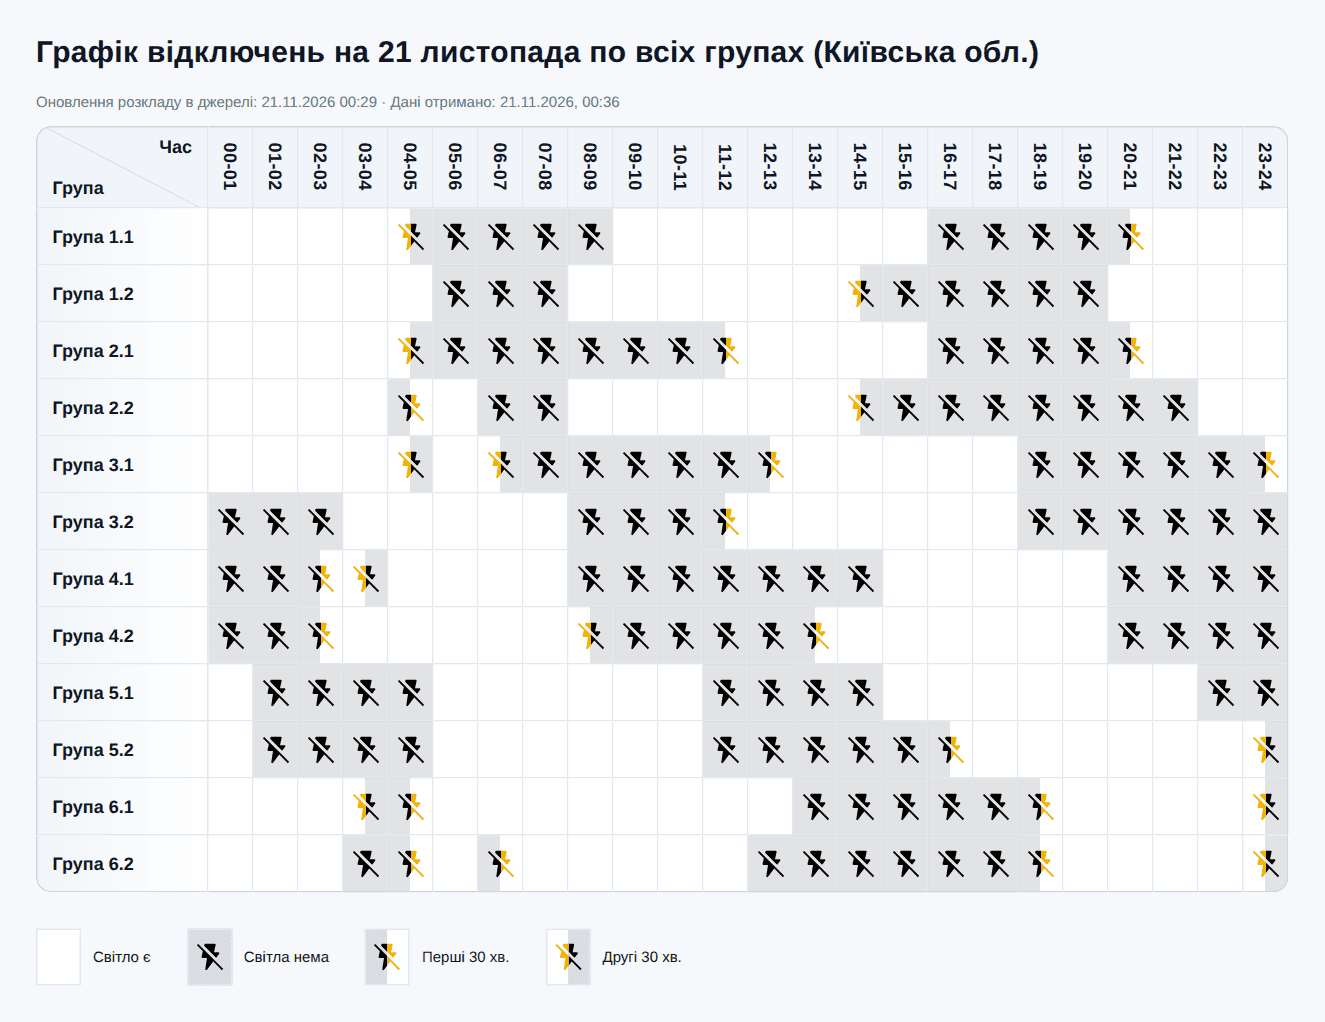 Графік відключень на 21 листопада по всіх групах (Київська обл.)
Оновлення розкладу в джерелі: 21.11.2026 00:29 · Дані отримано: 21.11.2026, 00:36
Час
Група
00-01 01-02 02-03 03-04 04-05 05-06 06-07 07-08 08-09 09-10 10-11 11-12 12-13 13-14 14-15 15-16 16-17 17-18 18-19 19-20 20-21 21-22 22-23 23-24
Група 1.1
Група 1.2
Група 2.1
Група 2.2
Група 3.1
Група 3.2
Група 4.1
Група 4.2
Група 5.1
Група 5.2
Група 6.1
Група 6.2
Світло є Світла нема Перші 30 хв. Другі 30 хв.